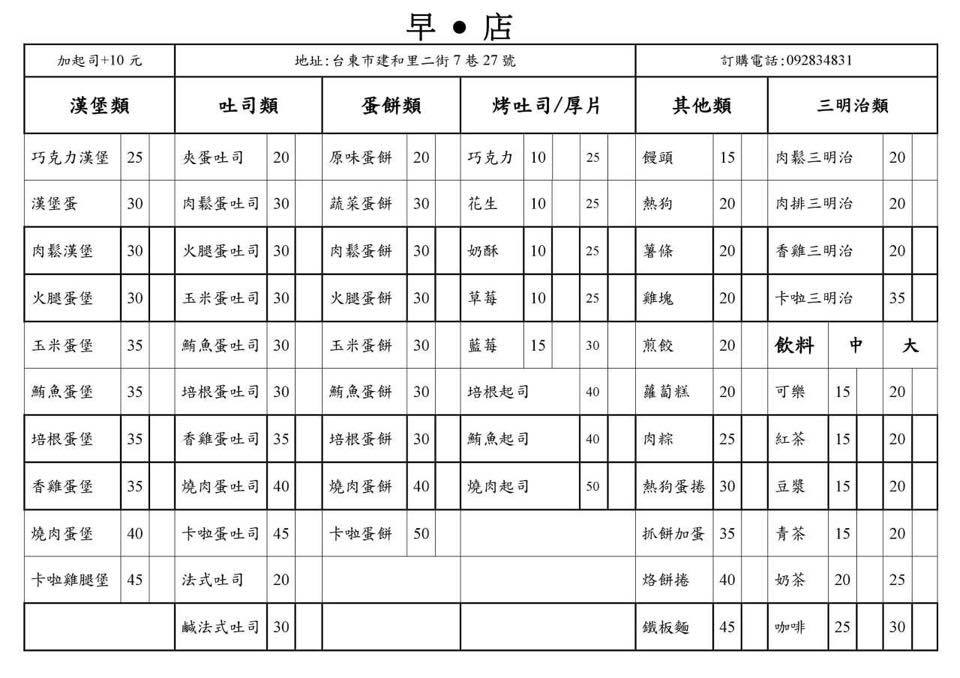 早●店
加起司+10 元 地址:台東市建和里二街 7 巷 27 號 訂購電話:092834831
漢堡類 吐司類 蛋餅類 烤吐司/厚片 其他類 三明治類
巧克力漢堡 25 夾蛋吐司 20 原味蛋餅 20 巧克力 10 25 饅頭 15 肉鬆三明治 20
漢堡蛋 30 肉鬆蛋吐司 30 蔬菜蛋餅 30 花生 10 25 熱狗 20 肉排三明治 20
肉鬆漢堡 30 火腿蛋吐司 30 肉鬆蛋餅 30 奶酥 10 25 薯條 20 香雞三明治 20
火腿蛋堡 30 玉米蛋吐司 30 火腿蛋餅 30 草莓 10 25 雞塊 20 卡啦三明治 35
玉米蛋堡 35 鮪魚蛋吐司 30 玉米蛋餅 30 藍莓 15 30 煎餃 20 飲料 中 大
鮪魚蛋堡 35 培根蛋吐司 30 鮪魚蛋餅 30 培根起司 40 蘿蔔糕 20 可樂 15 20
培根蛋堡 35 香雞蛋吐司 35 培根蛋餅 30 鮪魚起司 40 肉粽 25 紅茶 15 20
香雞蛋堡 35 燒肉蛋吐司 40 燒肉蛋餅 40 燒肉起司 50 熱狗蛋捲 30 豆漿 15 20
燒肉蛋堡 40 卡啦蛋吐司 45 卡啦蛋餅 50 抓餅加蛋 35 青茶 15 20
卡啦雞腿堡 45 法式吐司 20 烙餅捲 40 奶茶 20 25
鹹法式吐司 30 鐵板麵 45 咖啡 25 30